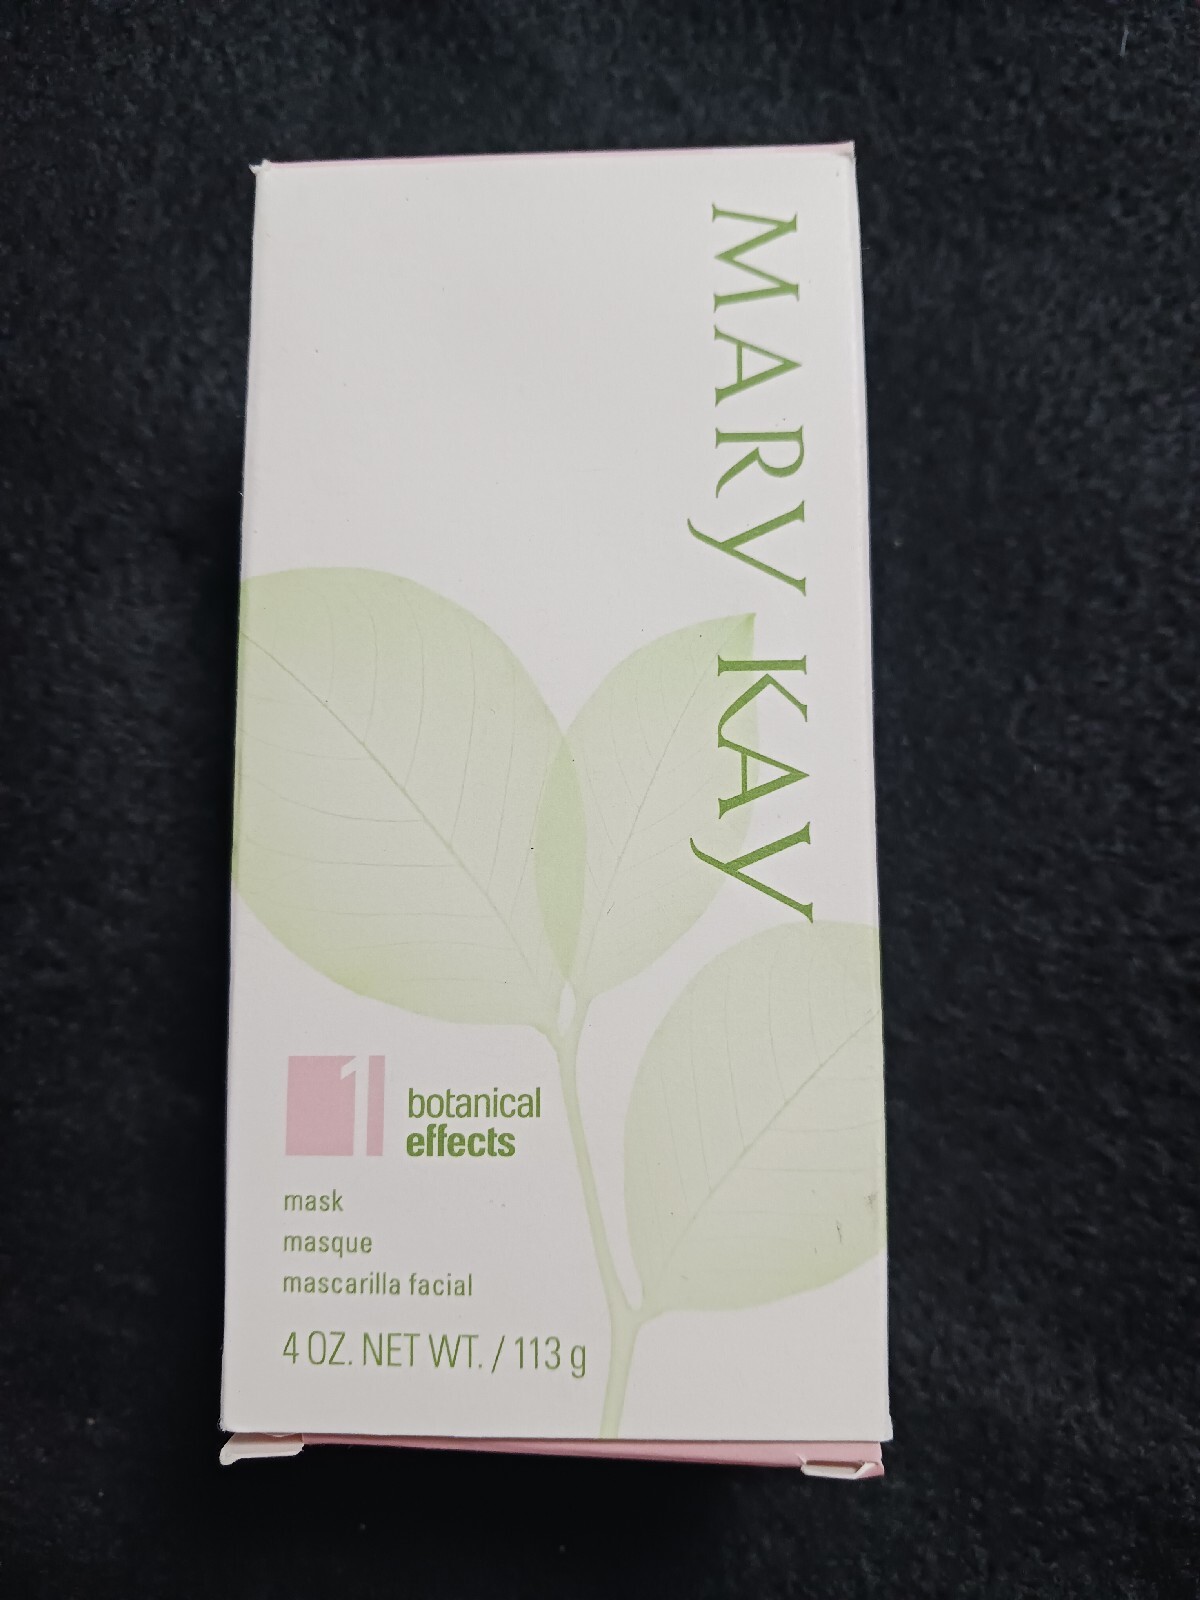 MARY KAY
1
botanical
effects
mask
masque
mascarilla facial
4 OZ. NET WT. / 113 g